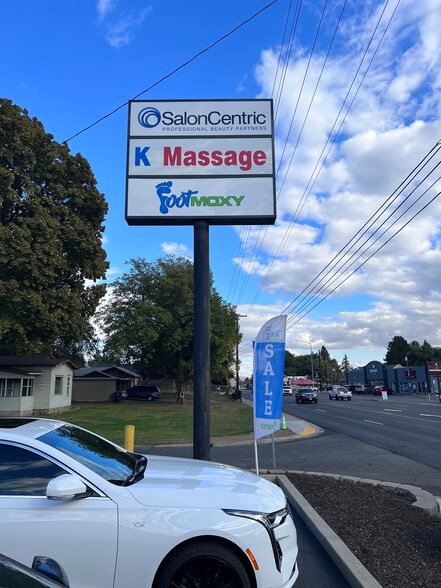 SalonCentric
PROFESSIONAL BEAUTY PARTNERS
K Massage
FOOTMOXY
SALE